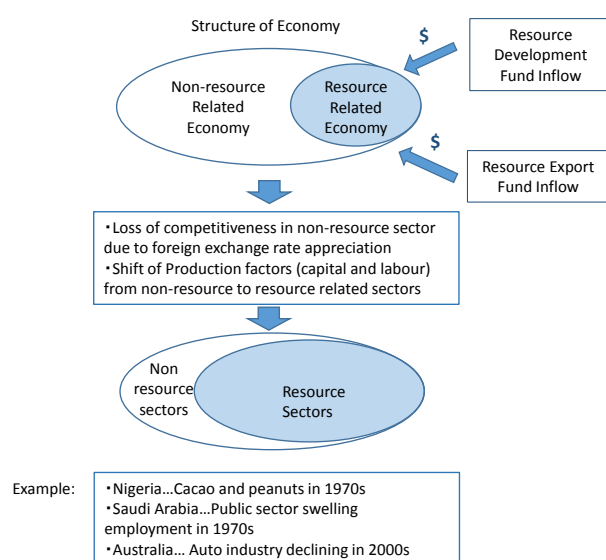 Structure of Economy
$
Resource
Development
Fund Inflow
Non-resource
Related
Economy
Resource
Related
Economy
$
Resource Export
Fund Inflow
・Loss of competitiveness in non-resource sector
due to foreign exchange rate appreciation
・Shift of Production factors (capital and labour)
from non-resource to resource related sectors
Non
resource
sectors
Resource
Sectors
Example:
・Nigeria…Cacao and peanuts in 1970s
・Saudi Arabia…Public sector swelling
employment in 1970s
・Australia… Auto industry declining in 2000s